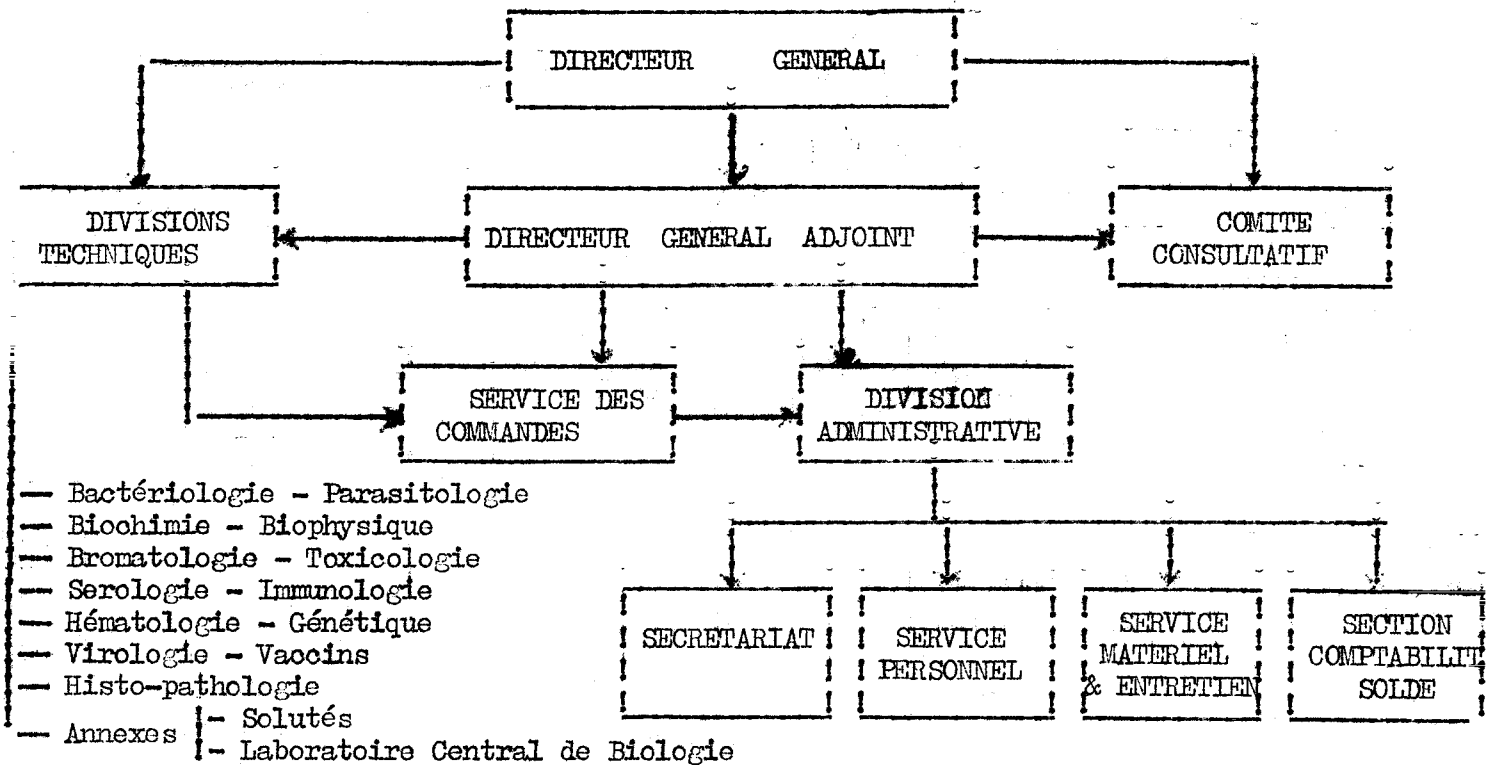 DIRECTEUR GENERAL
DIVISIONS
TECHNIQUES
DIRECTEUR GENERAL ADJOINT
COMITE
CONSULTATIF
SERVICE DES
COMMANDES
DIVISION
ADMINISTRATIVE
— Bactériologie - Parasitologie
— Biochimie - Biophysique
— Bromatologie - Toxicologie
— Serologie - Immunologie
— Hématologie - Génétique
— Virologie - Vaccins
— Histo-pathologie
— Annexes
- Solutés
- Laboratoire Central de Biologie
SECRETARIAT
SERVICE
PERSONNEL
SERVICE
MATERIEL
& ENTRETIEN
SECTION
COMPTABILIT
SOLDE